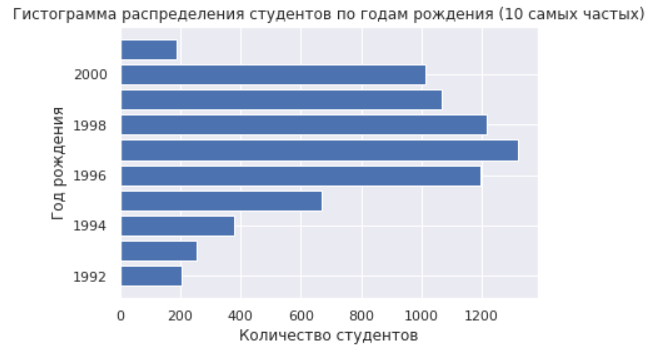 Гистограмма распределения студентов по годам рождения (10 самых частых)
Год рождения
2000
1998
1996
1994
1992
0 200 400 600 800 1000 1200
Количество студентов